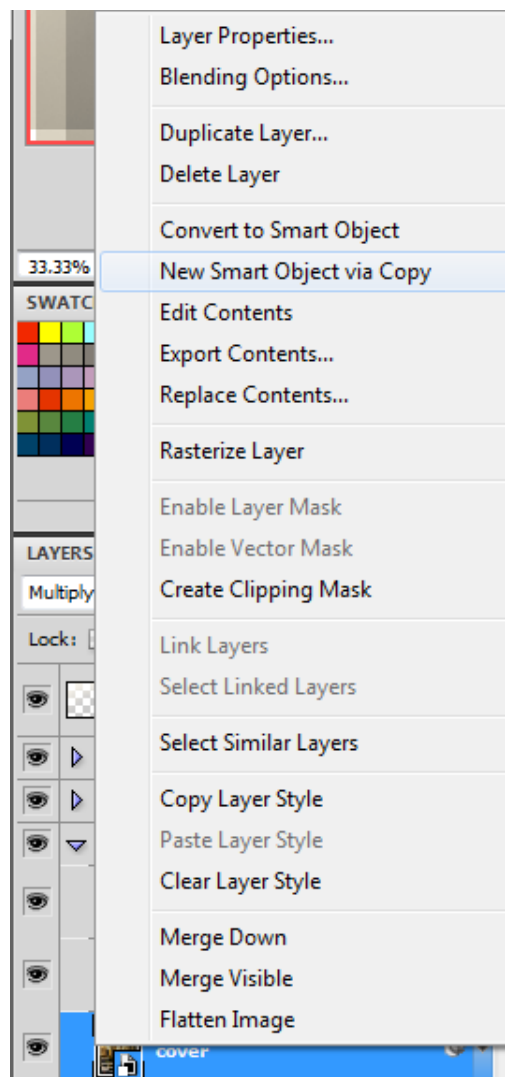 Layer Properties...
Blending Options...
Duplicate Layer...
Delete Layer
Convert to Smart Object
33.33%
New Smart Object via Copy
SWATC
Edit Contents
Export Contents...
Replace Contents...
Rasterize Layer
Enable Layer Mask
LAYERS
Enable Vector Mask
Multiply
Create Clipping Mask
Lock:
Link Layers
Select Linked Layers
Select Similar Layers
Copy Layer Style
Paste Layer Style
Clear Layer Style
Merge Down
Merge Visible
Flatten Image
cover